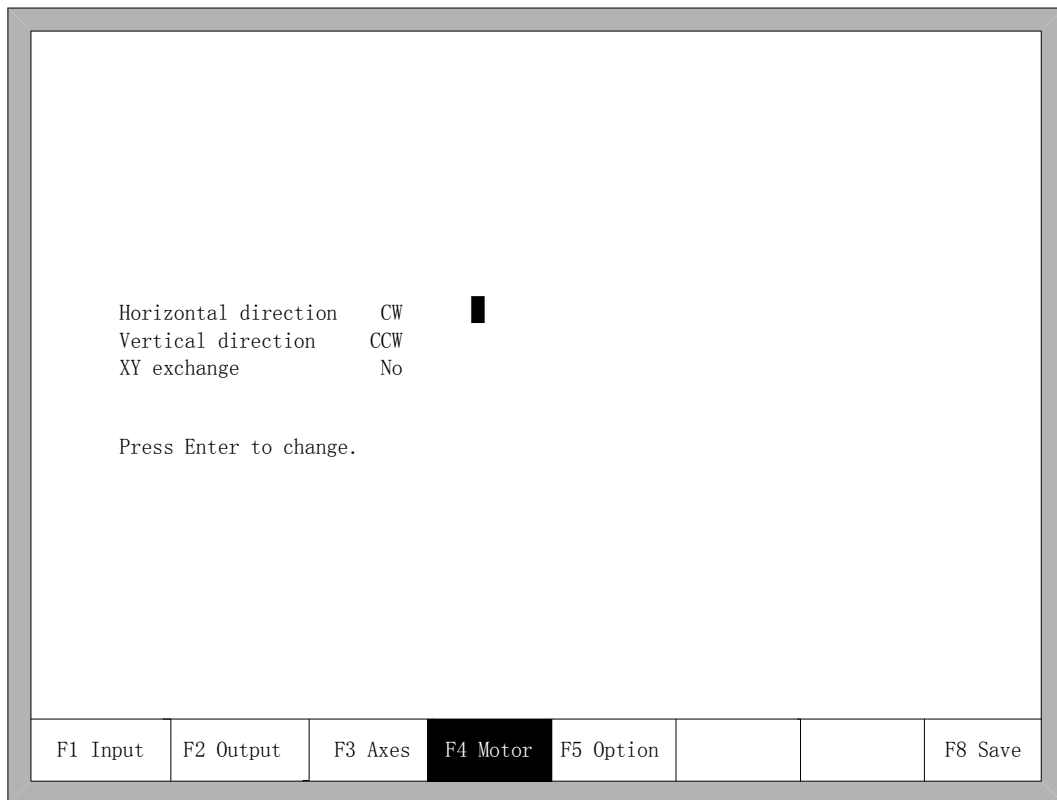 Horizontal direction CW
Vertical direction CCW
XY exchange No
Press Enter to change.
F1 Input F2 Output F3 Axes F4 Motor F5 Option F8 Save